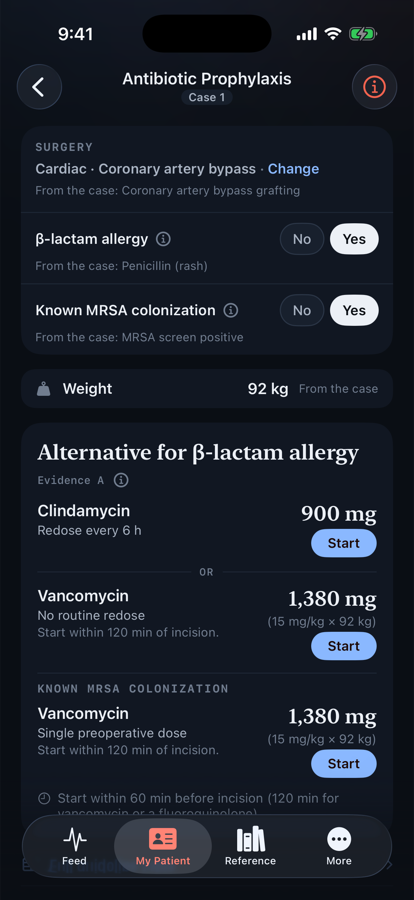 9:41
Antibiotic Prophylaxis
Case 1
SURGERY
Cardiac · Coronary artery bypass · Change
From the case: Coronary artery bypass grafting
β-lactam allergy
No Yes
From the case: Penicillin (rash)
Known MRSA colonization
No Yes
From the case: MRSA screen positive
Weight 92 kg From the case
Alternative for β-lactam allergy
Evidence A
Clindamycin 900 mg
Redose every 6 h
Start
OR
Vancomycin 1,380 mg
No routine redose (15 mg/kg × 92 kg)
Start within 120 min of incision.
Start
KNOWN MRSA COLONIZATION
Vancomycin 1,380 mg
Single preoperative dose (15 mg/kg × 92 kg)
Start within 120 min of incision.
Start
Start within 60 min before incision (120 min for
vancomycin or a fluoroquinolone)
Feed My Patient Reference More